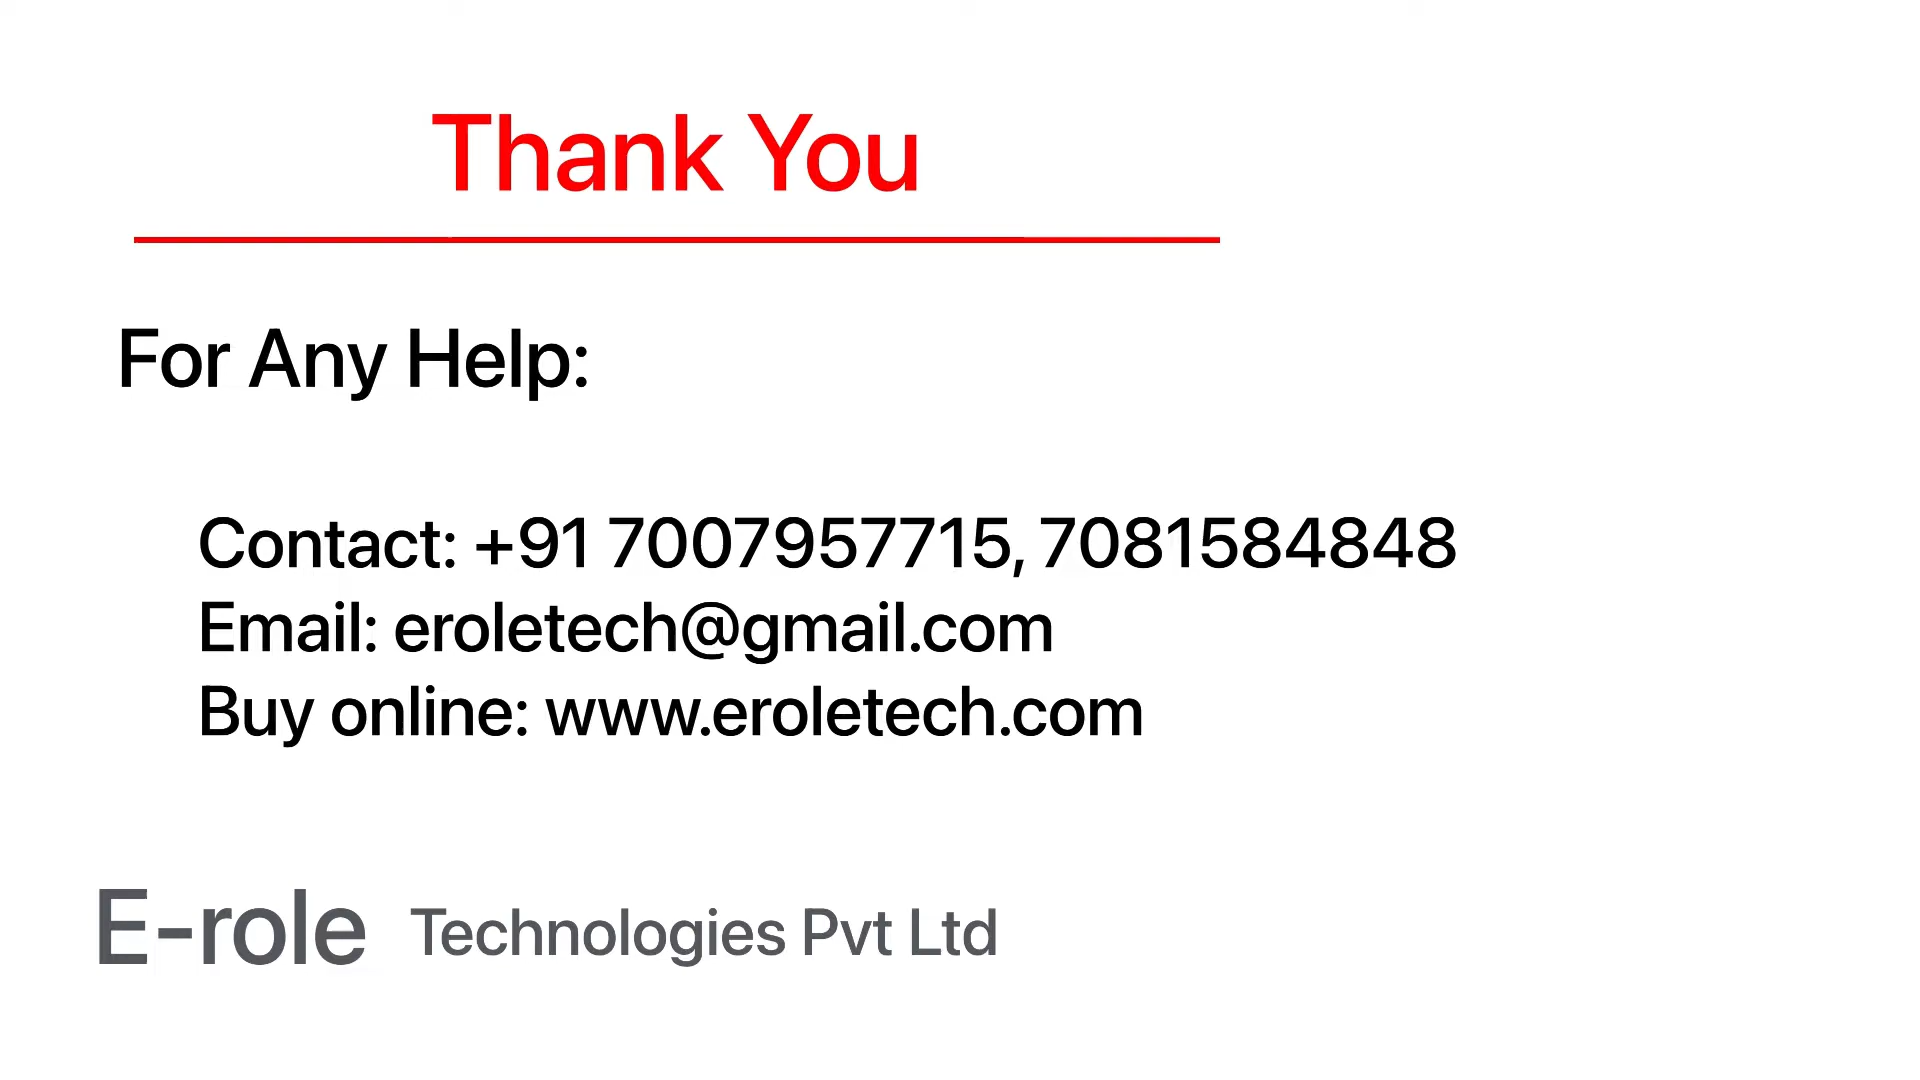 Thank You
For Any Help:
Contact: +91 7007957715, 7081584848
Email: eroletech@gmail.com
Buy online: www.eroletech.com
E-role Technologies Pvt Ltd